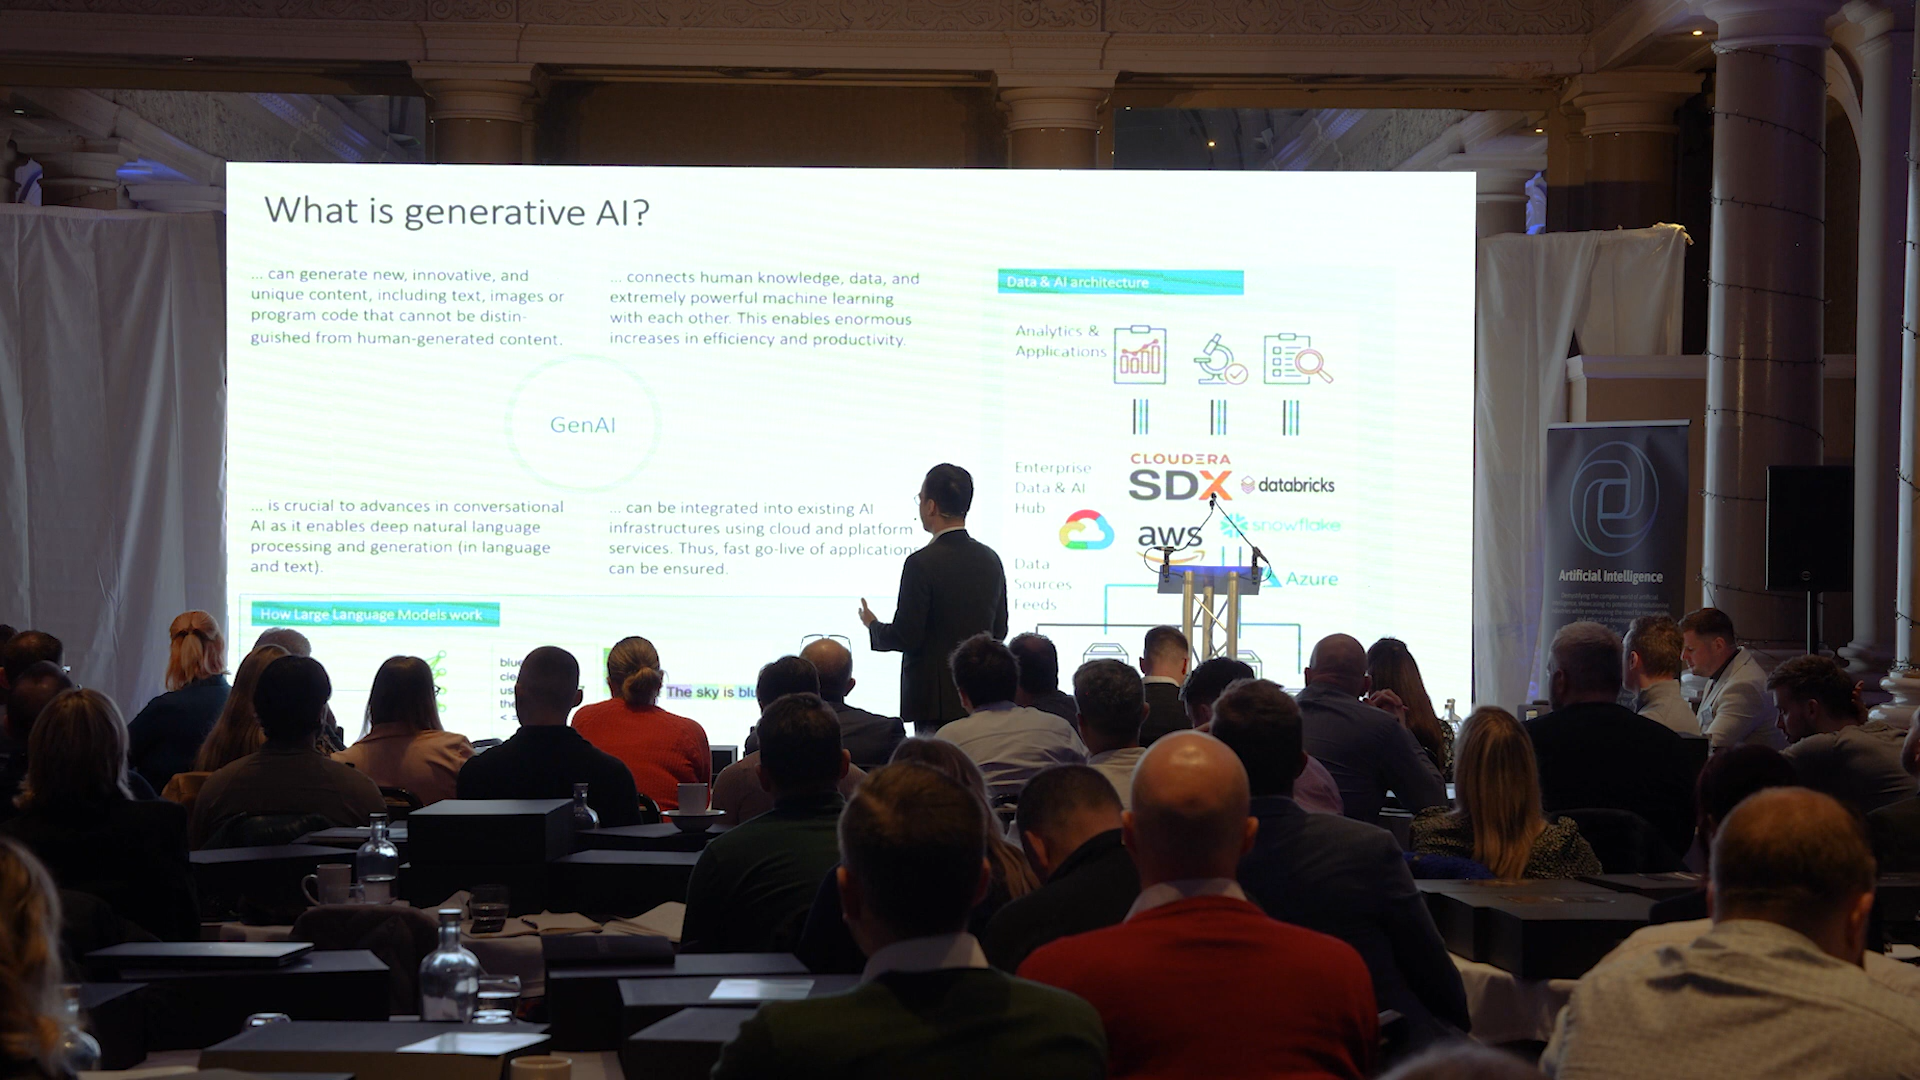 What is generative AI?
... can generate new, innovative, and
unique content, including text, images or
program code that cannot be distin-
guished from human-generated content.
... connects human knowledge, data, and
extremely powerful machine learning
with each other. This enables enormous
increases in efficiency and productivity.
GenAI
... is crucial to advances in conversational
AI as it enables deep natural language
processing and generation (in language
and text).
... can be integrated into existing AI
infrastructures using cloud and platform
services. Thus, fast go-live of applications
can be ensured.
How Large Language Models work
The sky is blu
Data & AI architecture
Analytics &
Applications
Enterprise
Data & AI
Hub
CLOUDERA
SDX
databricks
aws
snowflake
Azure
Data
Sources
Feeds
Artificial Intelligence